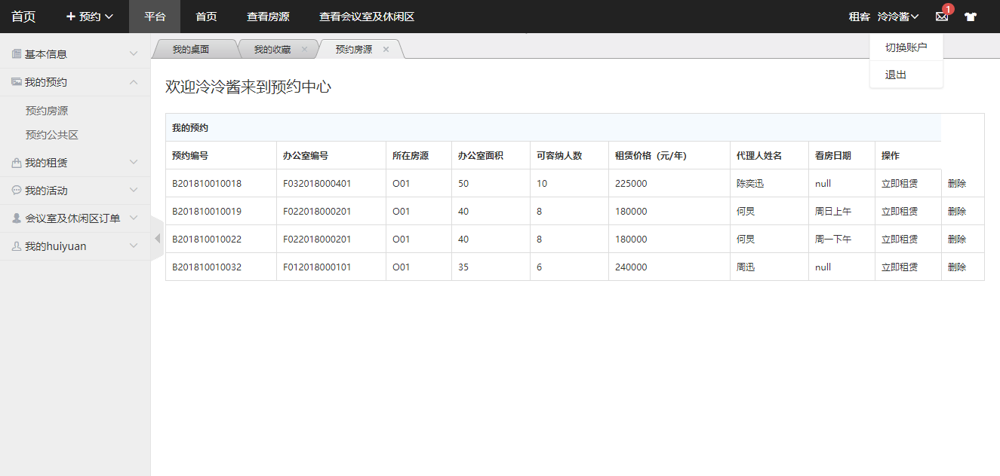 首页 预约 平台 首页 查看房源 查看会议室及休闲区 租客 泠泠酱 1
切换账户
退出
基本信息
我的预约
预约房源
预约公共区
我的租赁
我的活动
会议室及休闲区订单
我的huiyuan
我的桌面 我的收藏 预约房源
欢迎泠泠酱来到预约中心
我的预约
预约编号 办公室编号 所在房源 办公室面积 可容纳人数 租赁价格（元/年） 代理人姓名 看房日期 操作
B201810010018 F032018000401 O01 50 10 225000 陈奕迅 null 立即租赁 删除
B201810010019 F022018000201 O01 40 8 180000 何炅 周日上午 立即租赁 删除
B201810010022 F022018000201 O01 40 8 180000 何炅 周一下午 立即租赁 删除
B201810010032 F012018000101 O01 35 6 240000 周迅 null 立即租赁 删除